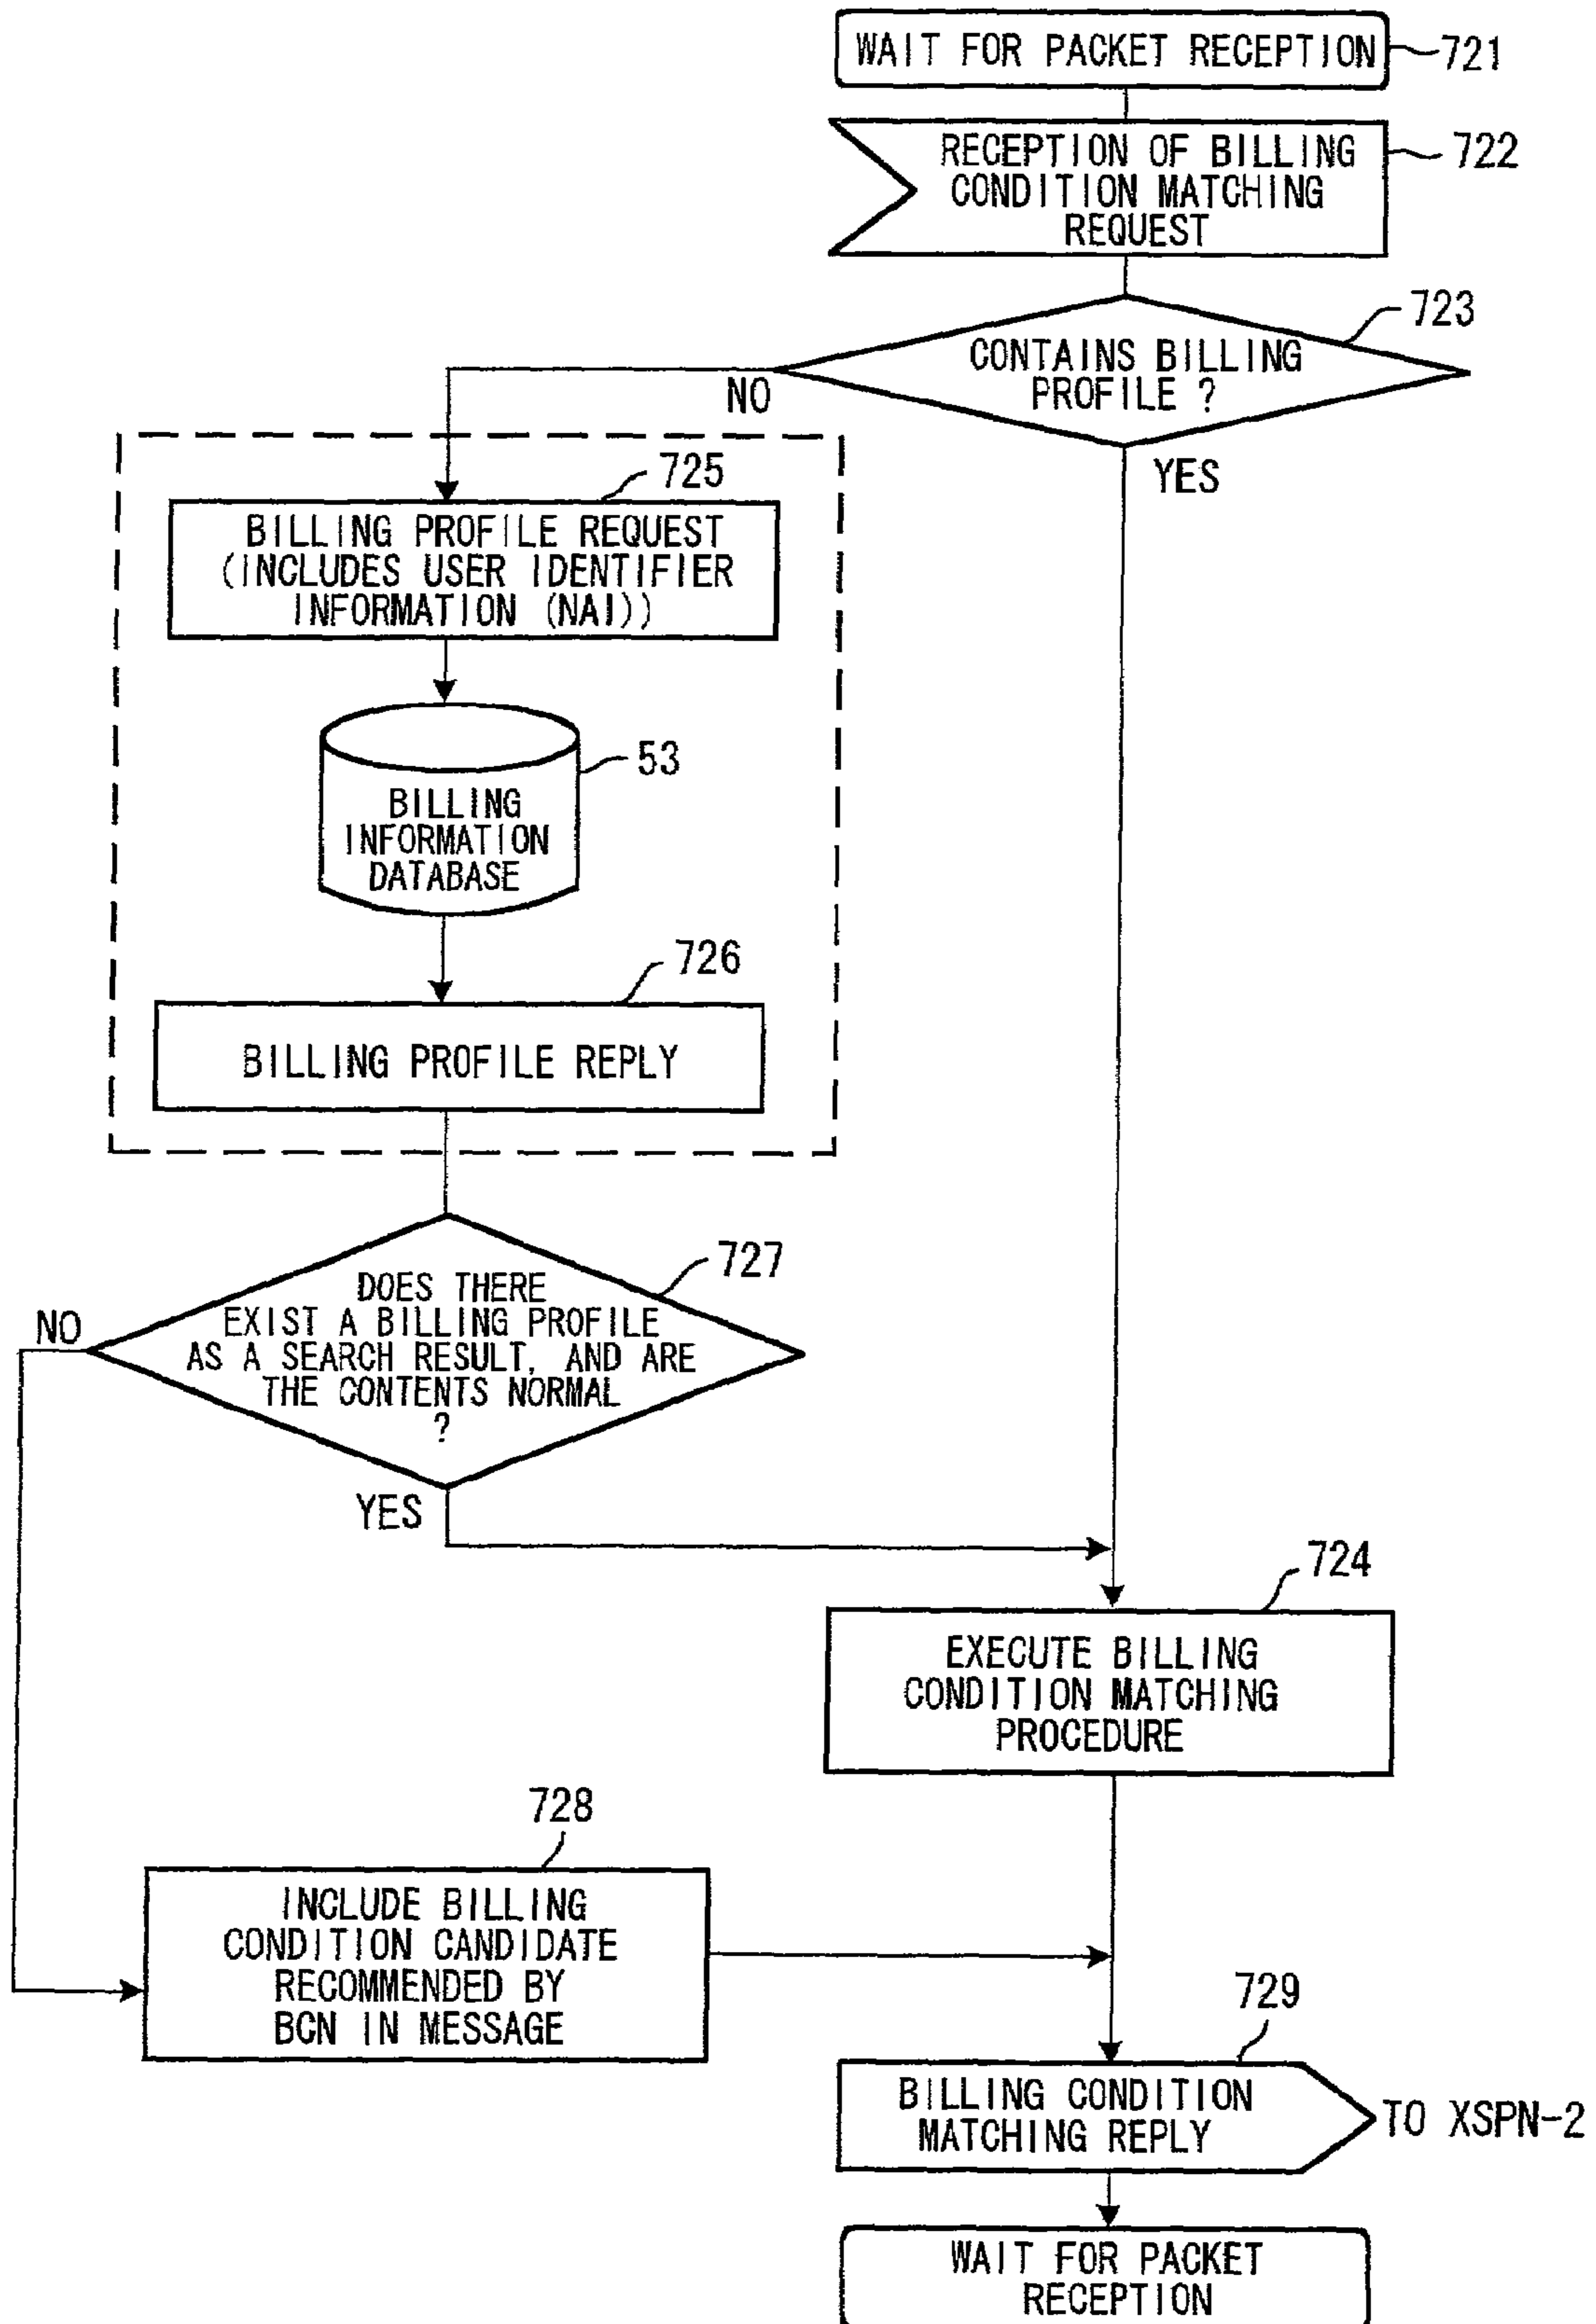 WAIT FOR PACKET RECEPTION
721
RECEPTION OF BILLING
CONDITION MATCHING
REQUEST
722
723
CONTAINS BILLING
PROFILE ?
NO
YES
725
BILLING PROFILE REQUEST
(INCLUDES USER IDENTIFIER
INFORMATION (NAI))
53
BILLING
INFORMATION
DATABASE
726
BILLING PROFILE REPLY
727
DOES THERE
EXIST A BILLING PROFILE
AS A SEARCH RESULT, AND ARE
THE CONTENTS NORMAL
?
NO
YES
724
EXECUTE BILLING
CONDITION MATCHING
PROCEDURE
728
INCLUDE BILLING
CONDITION CANDIDATE
RECOMMENDED BY
BCN IN MESSAGE
729
BILLING CONDITION
MATCHING REPLY
TO XSPN-2
WAIT FOR PACKET
RECEPTION